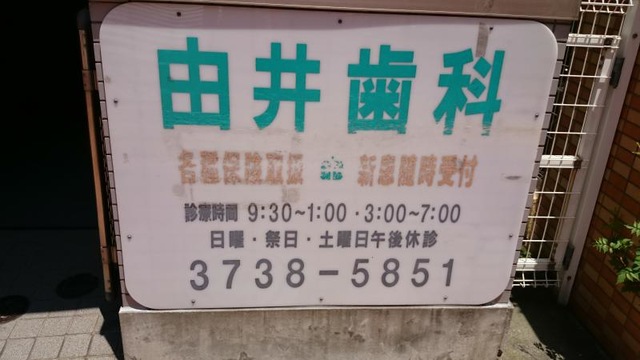 由井歯科
各種保険取扱 新患随時受付
診療時間 9:30~1:00・3:00~7:00
日曜・祭日・土曜日午後休診
3738-5851